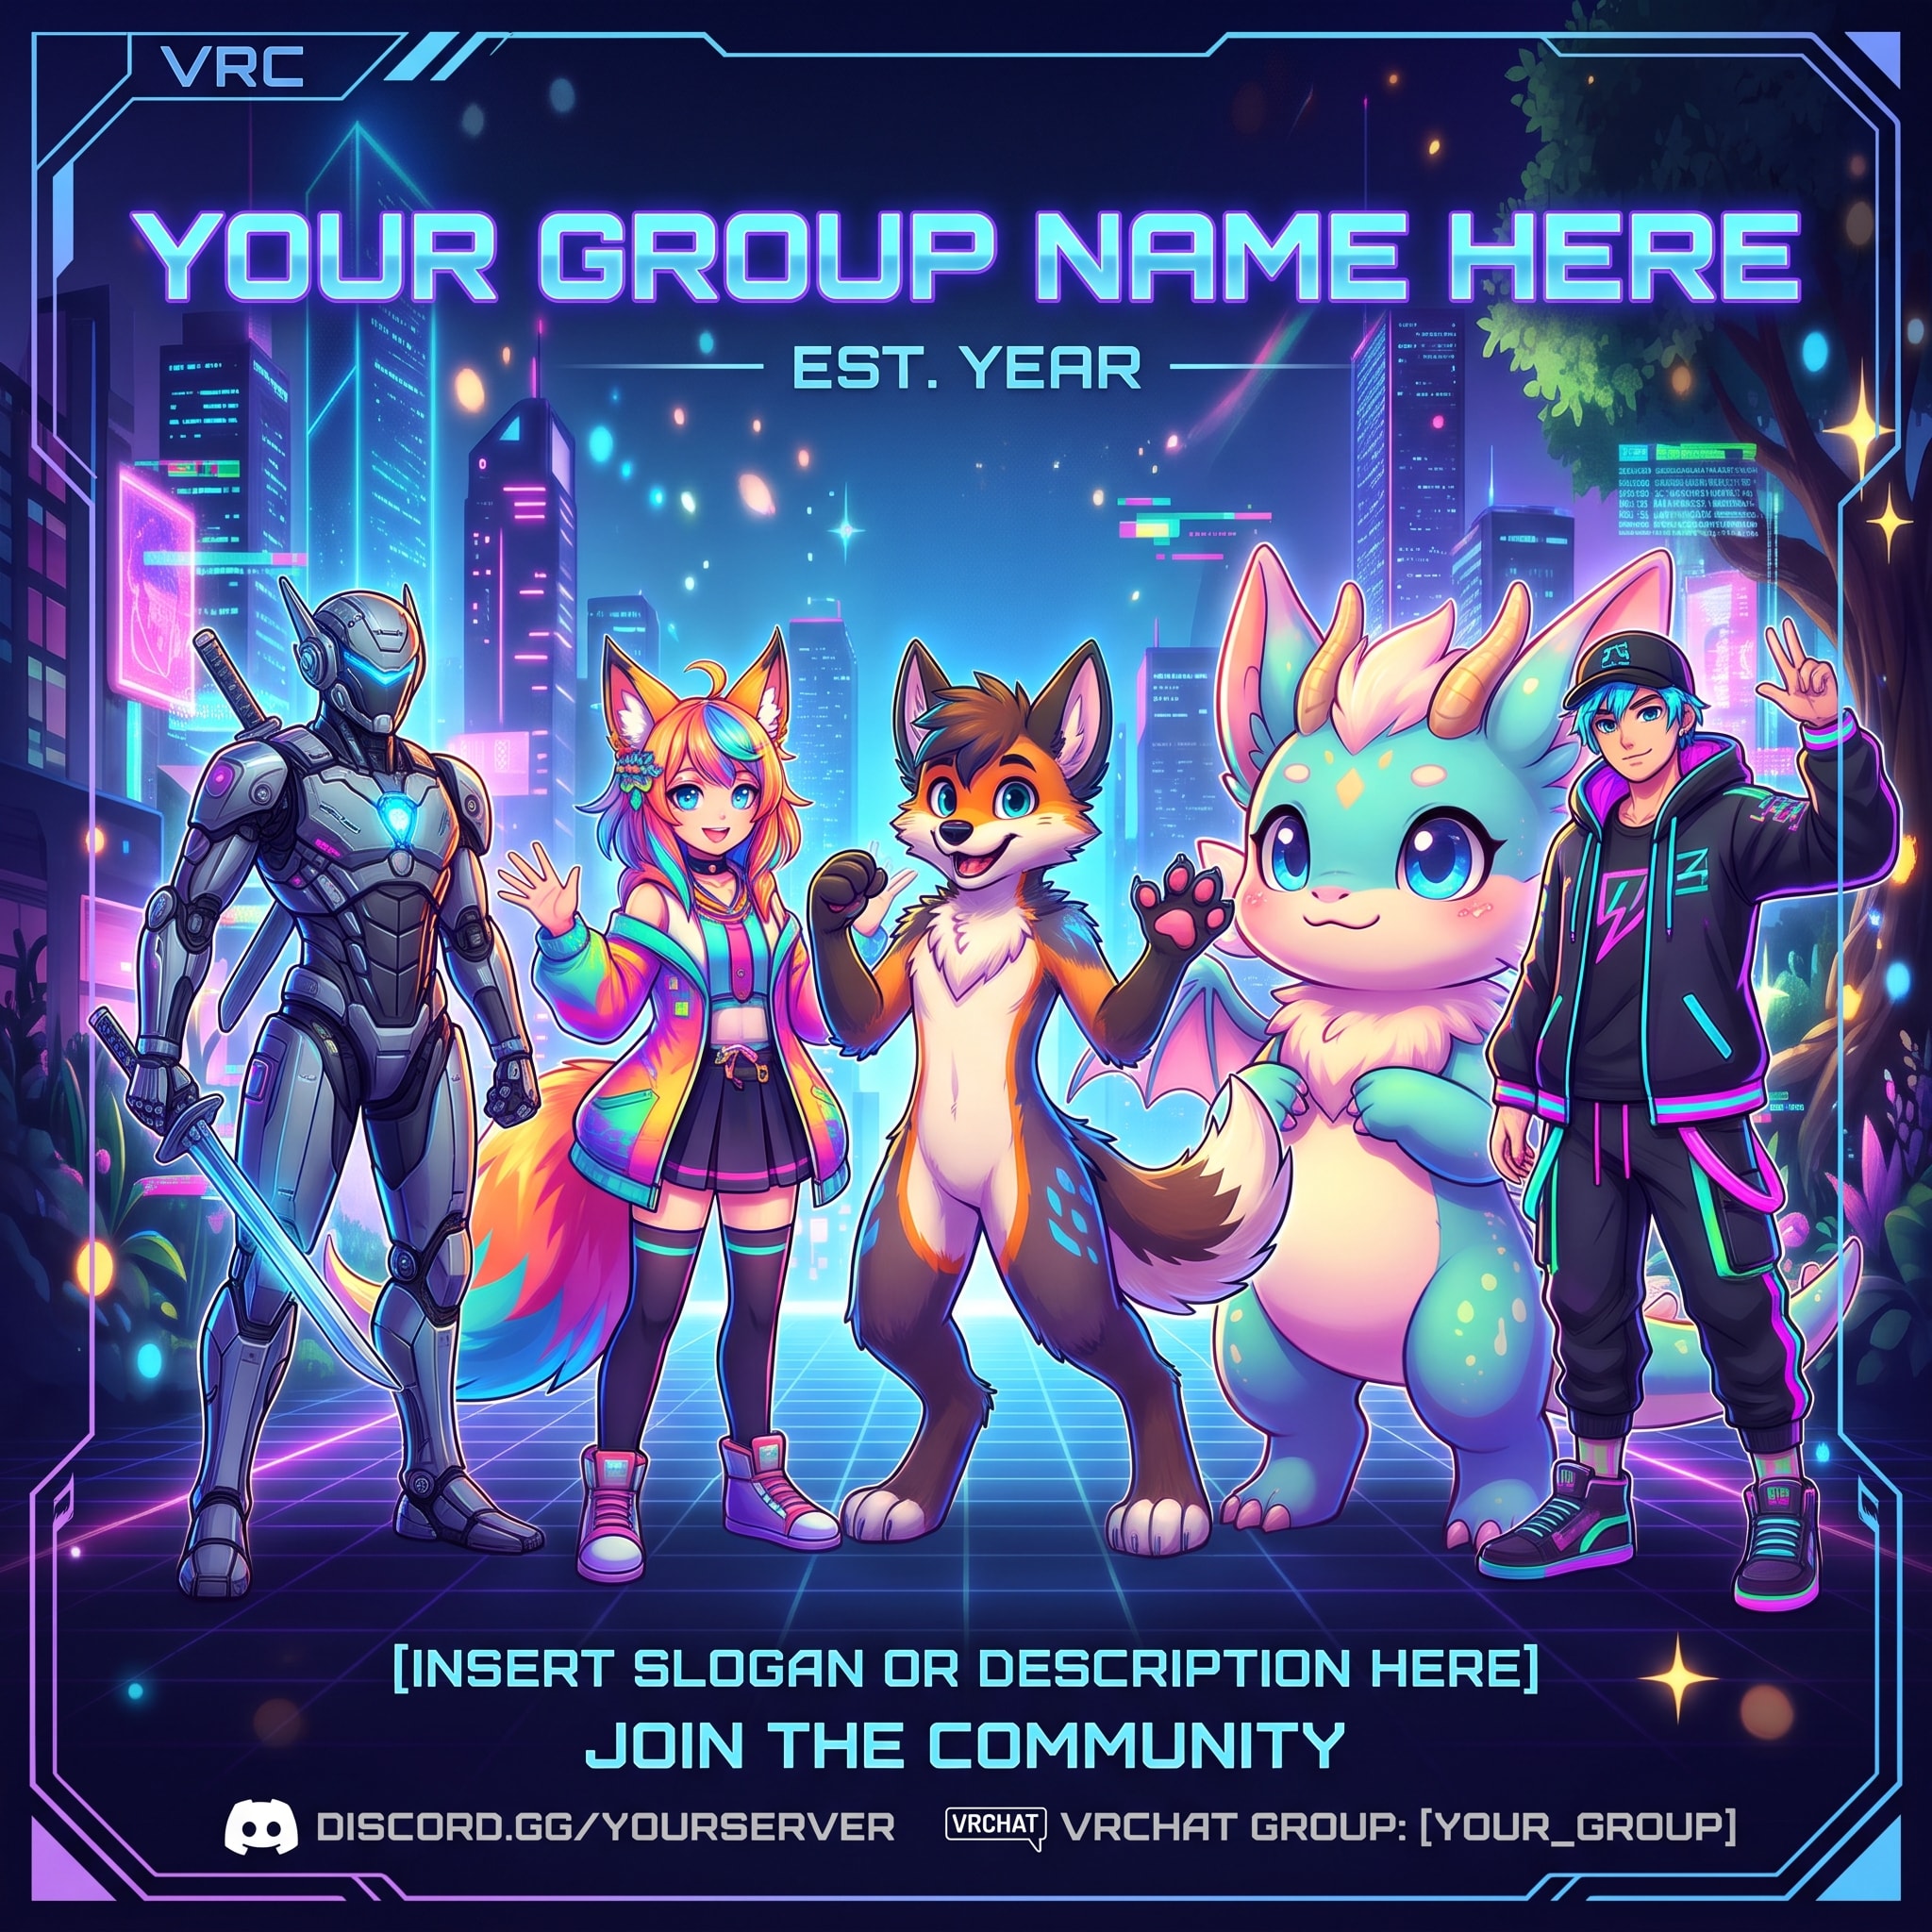 VRC
YOUR GROUP NAME HERE
EST. YEAR
[INSERT SLOGAN OR DESCRIPTION HERE]
JOIN THE COMMUNITY
DISCORD.GG/YOURSERVER
VRCHAT VRCHAT GROUP: [YOUR_GROUP]